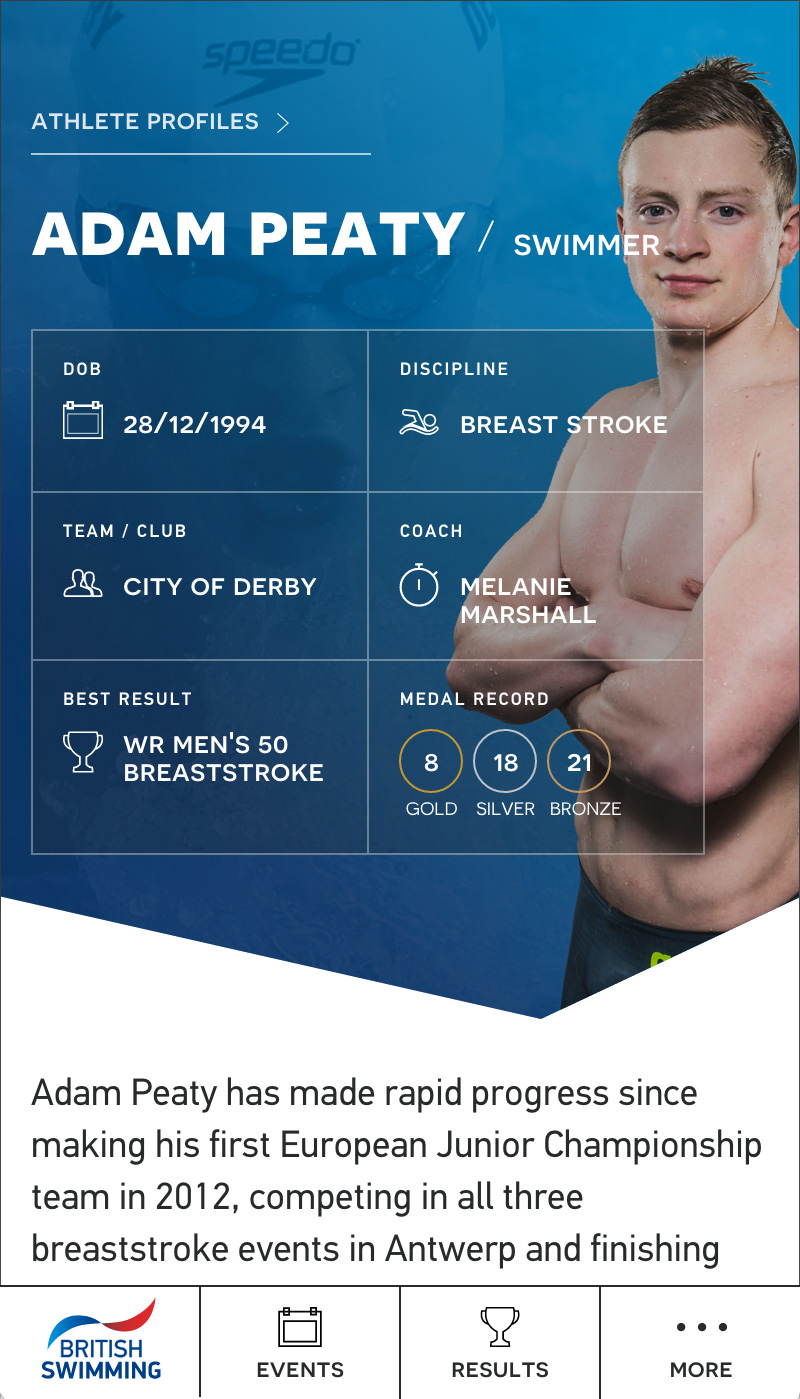 speedo
ATHLETE PROFILES
ADAM PEATY / SWIMMER
DOB
28/12/1994
DISCIPLINE
BREAST STROKE
TEAM / CLUB
CITY OF DERBY
COACH
MELANIE
MARSHALL
BEST RESULT
WR MEN'S 50
BREASTSTROKE
MEDAL RECORD
8 18 21
GOLD SILVER BRONZE
Adam Peaty has made rapid progress since
making his first European Junior Championship
team in 2012, competing in all three
breaststroke events in Antwerp and finishing
BRITISH
SWIMMING
EVENTS
RESULTS
MORE